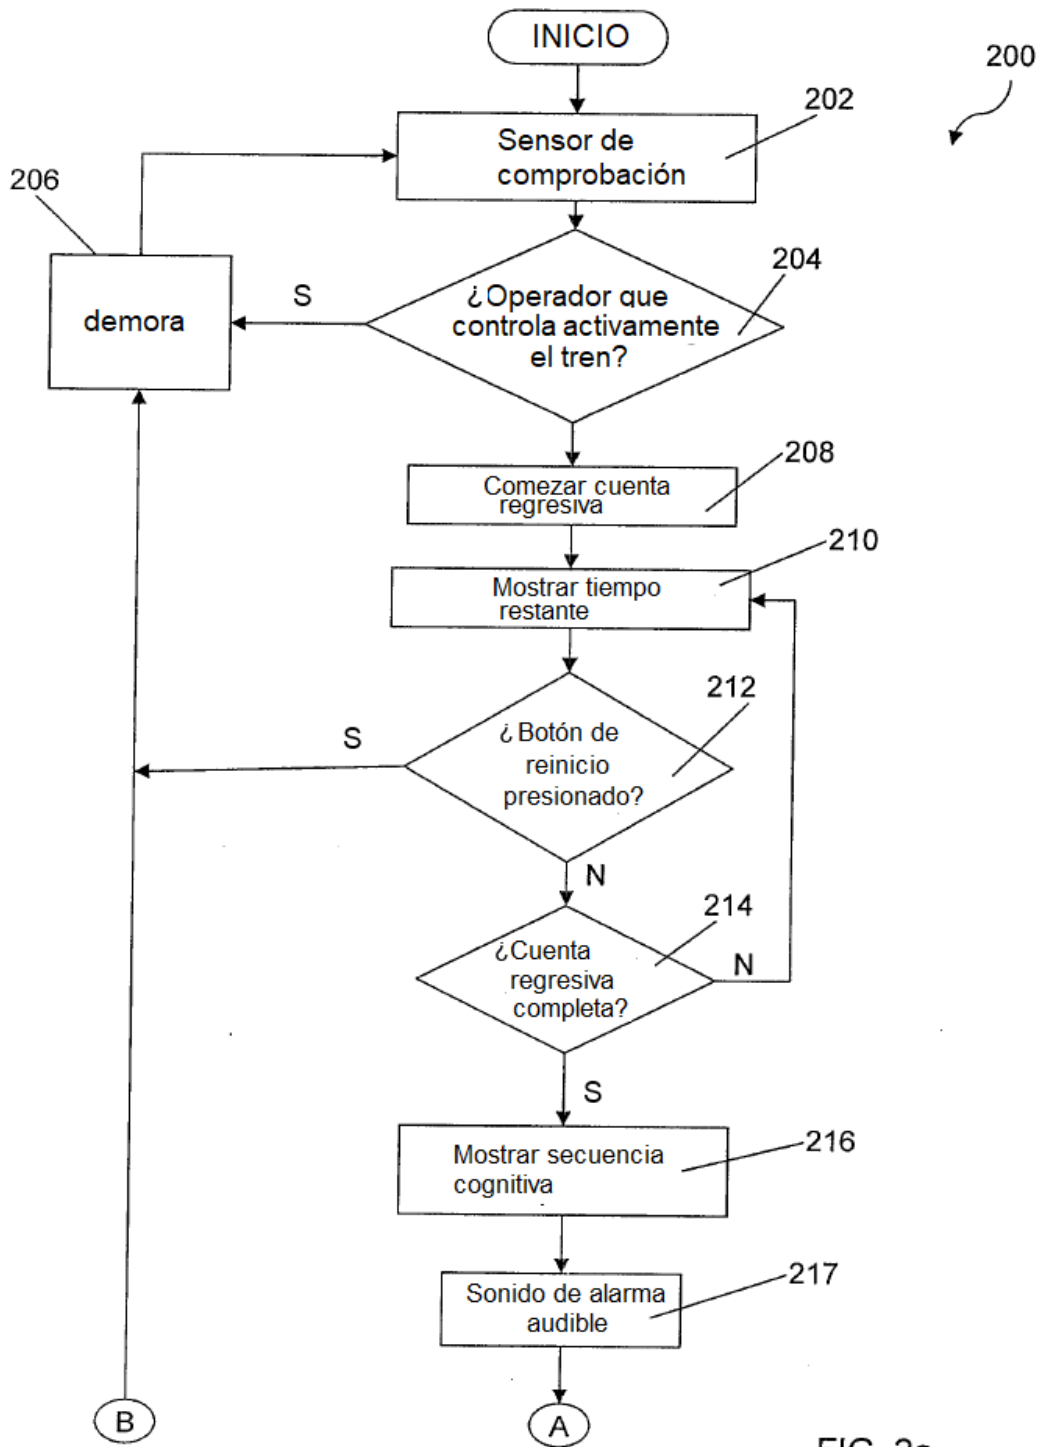 INICIO
200
202
Sensor de
comprobación
206
204
¿Operador que
controla activamente
el tren?
S
demora
208
Comezar cuenta
regresiva
210
Mostrar tiempo
restante
212
¿Botón de
reinicio
presionado?
S
N
214
¿Cuenta
regresiva
completa?
N
S
216
Mostrar secuencia
cognitiva
217
Sonido de alarma
audible
B
A